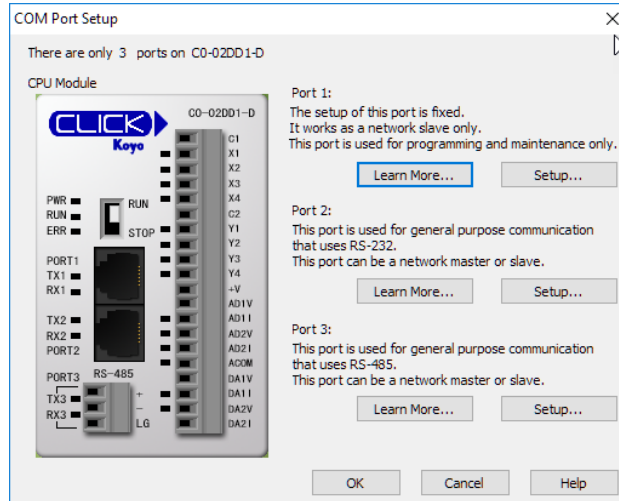 COM Port Setup
There are only 3 ports on C0-02DD1-D
CPU Module
CLICK
Koyo
C0-02DD1-D
PWR
RUN
ERR
RUN
STOP
PORT1
TX1
RX1
TX2
RX2
PORT2
PORT3
RS-485
TX3
RX3
+
-
LG
C1
X1
X2
X3
X4
C2
Y1
Y2
Y3
Y4
+V
AD1V
AD1I
AD2V
AD2I
ACOM
DA1V
DA1I
DA2V
DA2I
Port 1:
The setup of this port is fixed.
It works as a network slave only.
This port is used for programming and maintenance only.
Learn More... Setup...
Port 2:
This port is used for general purpose communication
that uses RS-232.
This port can be a network master or slave.
Learn More... Setup...
Port 3:
This port is used for general purpose communication
that uses RS-485.
This port can be a network master or slave.
Learn More... Setup...
OK Cancel Help